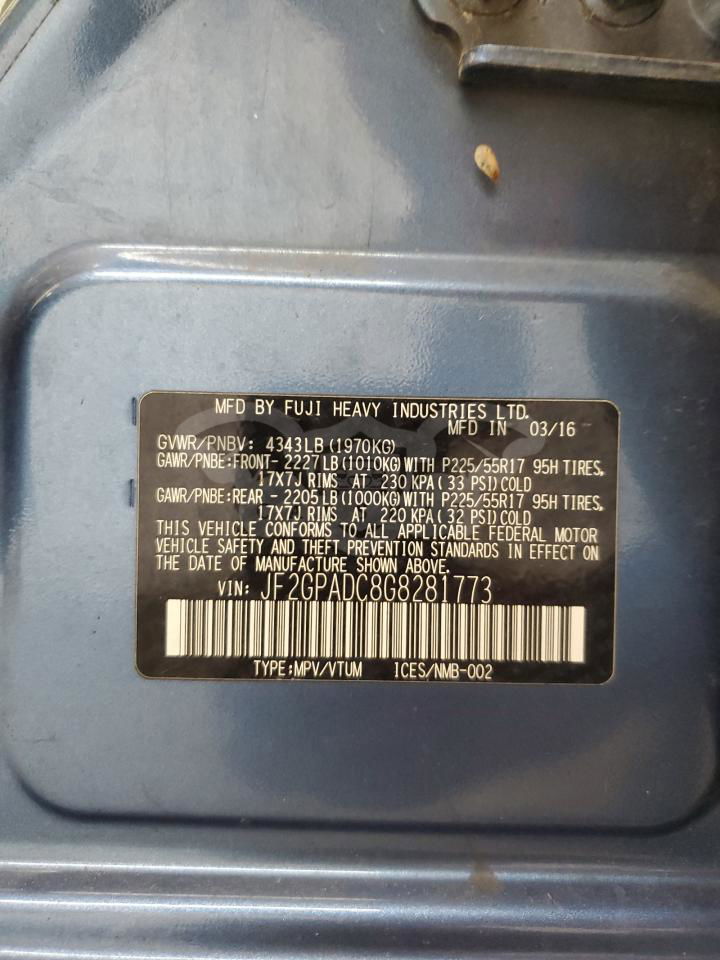 MFD BY FUJI HEAVY INDUSTRIES LTD.
MFD IN 03/16
GVWR/PNBV: 4343LB(1970KG)
GAWR/PNBE:FRONT- 2227LB(1010KG)WITH P225/55R17 95H TIRES,
17X7J RIMS AT 230 KPA(33 PSI)COLD
GAWR/PNBE:REAR - 2205LB(1000KG)WITH P225/55R17 95H TIRES,
17X7J RIMS AT 220 KPA(32 PSI)COLD
THIS VEHICLE CONFORMS TO ALL APPLICABLE FEDERAL MOTOR
VEHICLE SAFETY AND THEFT PREVENTION STANDARDS IN EFFECT ON
THE DATE OF MANUFACTURE SHOWN ABOVE.
VIN: JF2GPADC8G8281773
TYPE:MPV/VTUM ICES/NMB-002